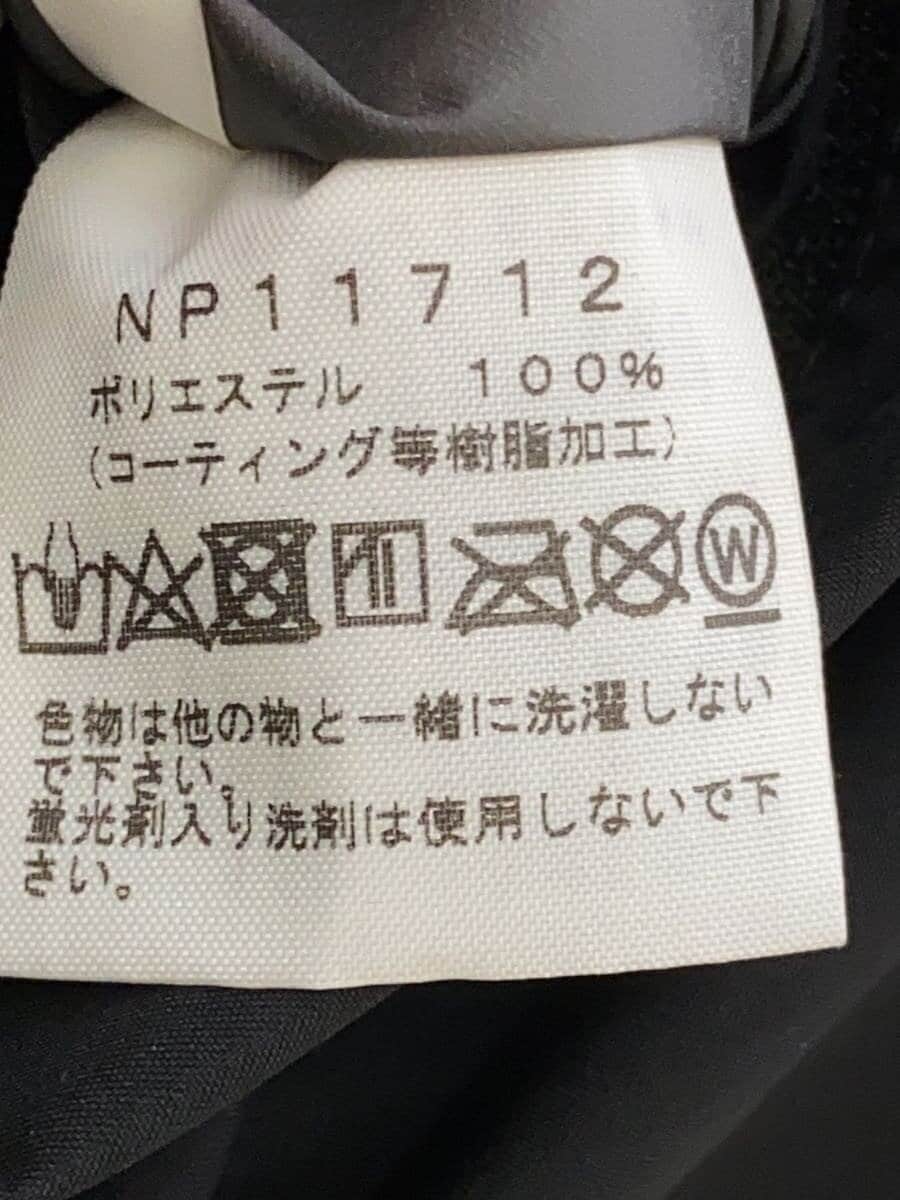 NP11712
ポリエステル 100%
(コーティング等樹脂加工)
W
色物は他の物と一緒に洗濯しない
で下さい。
蛍光剤入り洗剤は使用しないで下
さい。